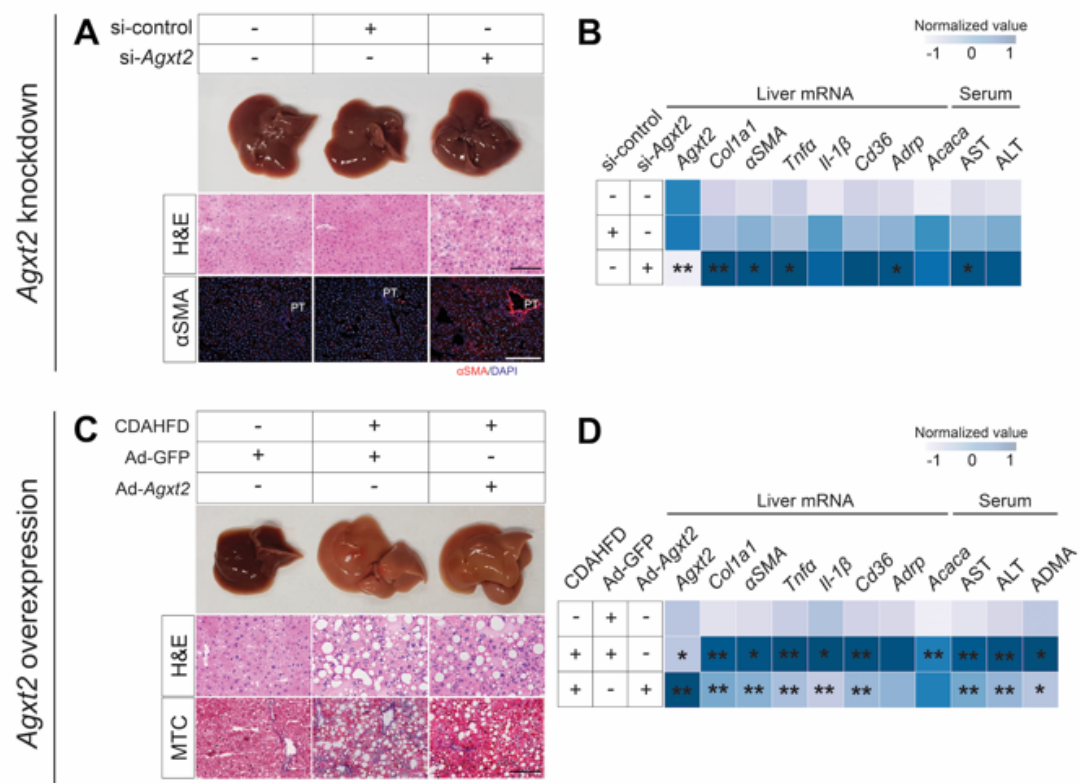 Agxt2 knockdown
A
si-control - + -
si-Agxt2 - - +
H&E
αSMA
PT PT PT
αSMA/DAPI
B
Normalized value
-1 0 1
Liver mRNA Serum
si-control si-Agxt2 Agxt2 Col1a1 αSMA Tnfα Il-1β Cd36 Adrp Acaca AST ALT
- -
+ -
- + ** ** * * * *
Agxt2 overexpression
C
CDAHFD - + +
Ad-GFP + + -
Ad-Agxt2 - - +
H&E
MTC
D
Normalized value
-1 0 1
Liver mRNA Serum
CDAHFD Ad-GFP Ad-Agxt2 Agxt2 Col1a1 αSMA Tnfα Il-1β Cd36 Adrp Acaca AST ALT ADMA
- + -
+ + - * ** * ** * ** ** ** ** *
+ - + ** ** ** ** ** ** ** ** *